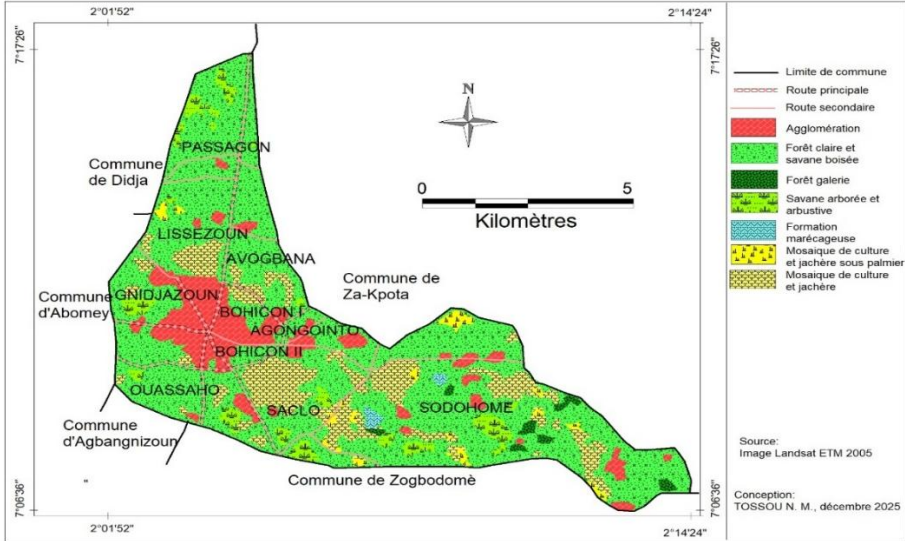 2°01'52"
2°14'24"
7°17'26"
7°17'26"
N
PASSAGON
Commune
de Didja
0
5
Kilomètres
LISSEZOUN
AVOGBANA
Commune de
Za-Kpota
GNIDJAZOUN
Commune
d'Abomey
BOHICON I
AGONGOINTO
BOHICON II
OUASSAHO
SACLO
SODOHOME
Commune
d'Agbangnizoun
Commune de Zogbodomè
"
7°06'36"
7°06'36"
2°01'52"
2°14'24"
Limite de commune
Route principale
Route secondaire
Agglomération
Forêt claire et
savane boisée
Forêt galerie
Savane arborée et
arbustive
Formation
marécageuse
Mosaique de culture
et jachère sous palmier
Mosaique de culture
et jachère
Source:
Image Landsat ETM 2005
Conception:
TOSSOU N. M., décembre 2025